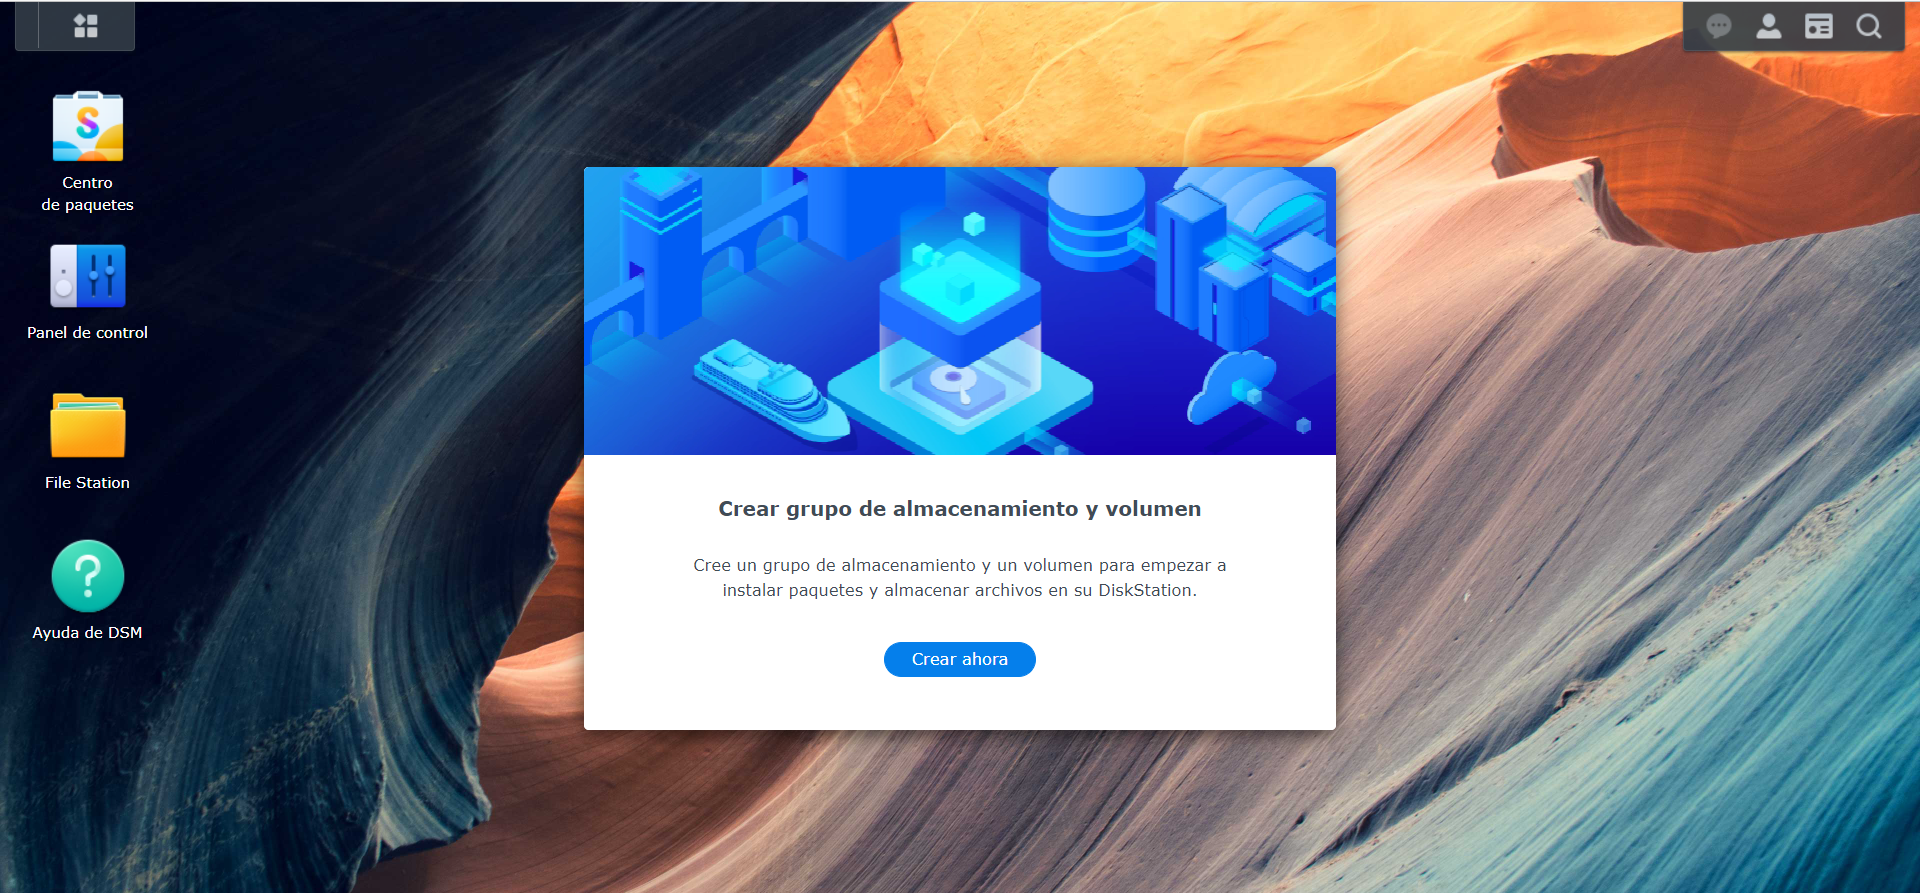 Centro
de paquetes
Panel de control
File Station
Ayuda de DSM
Crear grupo de almacenamiento y volumen
Cree un grupo de almacenamiento y un volumen para empezar a
instalar paquetes y almacenar archivos en su DiskStation.
Crear ahora